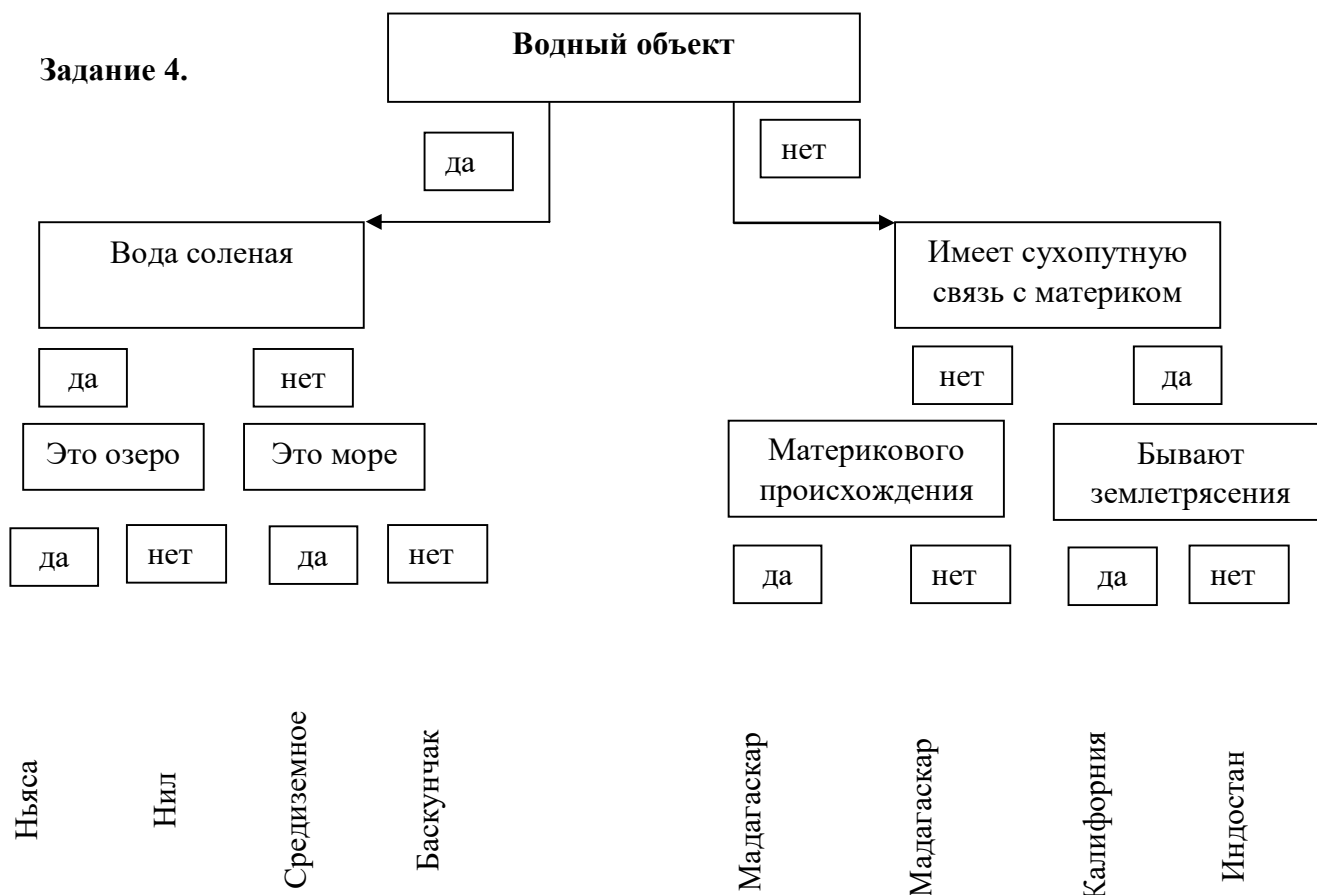 Водный объект
Задание 4.
да
нет
Вода соленая
Имеет сухопутную
связь с материком
да
нет
нет
да
Это озеро
Это море
Материкового
происхождения
Бывают
землетрясения
да
нет
да
нет
да
нет
да
нет
Ньяса
Нил
Средиземное
Баскунчак
Мадагаскар
Мадагаскар
Калифорния
Индостан